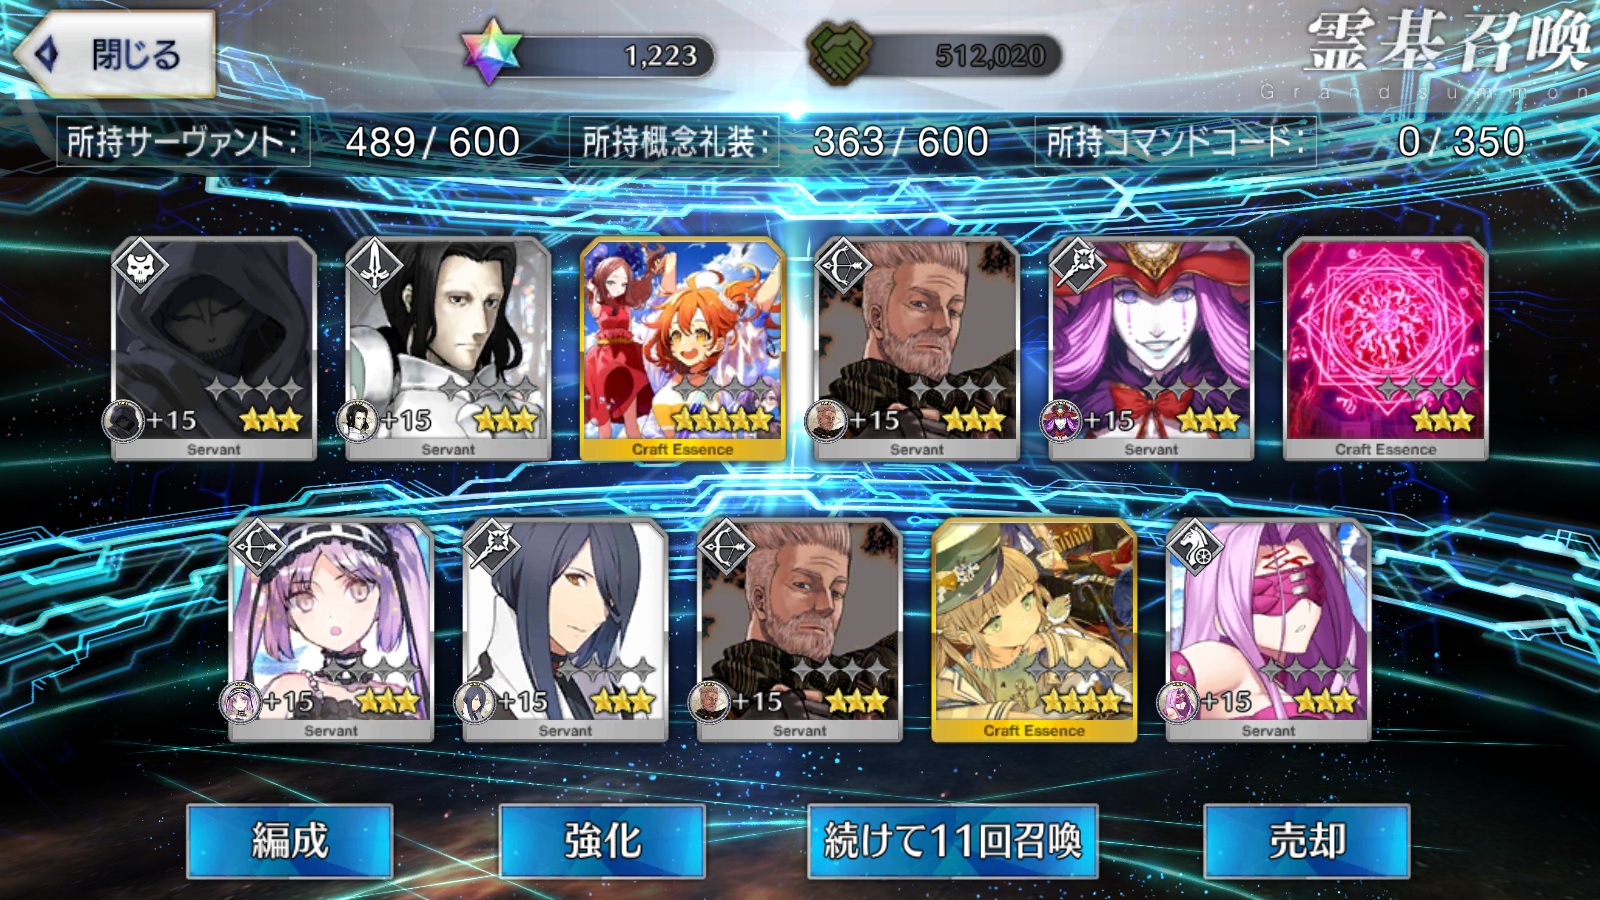 閉じる
1,223
512,020
霊基召喚
Grand summon
所持サーヴァント: 489 / 600
所持概念礼装: 363 / 600
所持コマンドコード: 0 / 350
+15
Servant
+15
Servant
Craft Essence
+15
Servant
+15
Servant
Craft Essence
+15
Servant
+15
Servant
+15
Servant
Craft Essence
+15
Servant
編成
強化
続けて11回召喚
売却